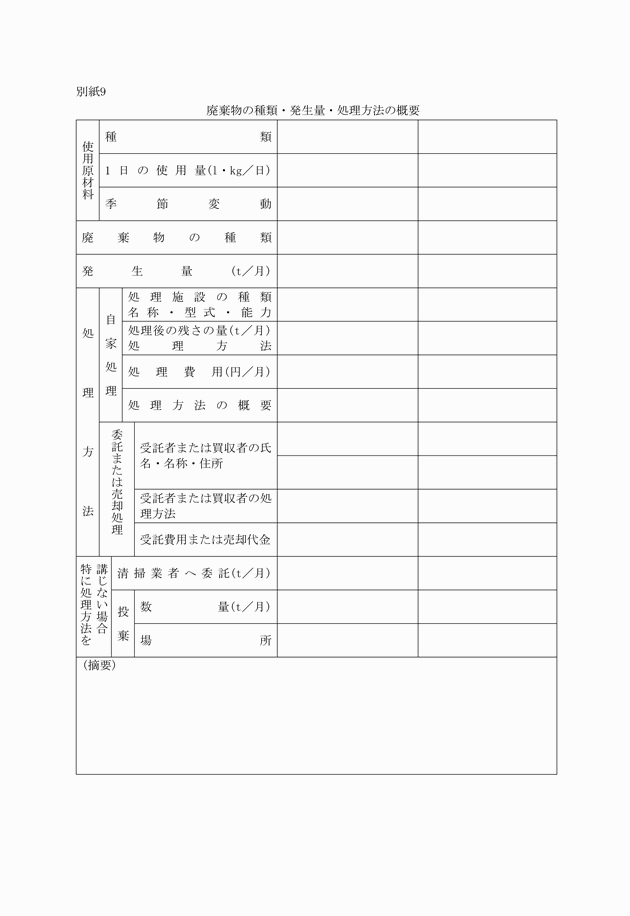 別紙9
廃棄物の種類・発生量・処理方法の概要
使用原材料
種類
1日の使用量(l・kg／日)
季節変動
廃棄物の種類
発生量(t／月)
処理方法
自家処理
処理施設の種類
名称・型式・能力
処理後の残さの量(t／月)
処理方法
処理費用(円／月)
処理方法の概要
委託または売却処理
受託者または買収者の氏
名・名称・住所
受託者または買収者の処
理方法
受託費用または売却代金
特に処理方法を
講じない場合
清掃業者へ委託(t／月)
投棄
数量(t／月)
場所
(摘要)